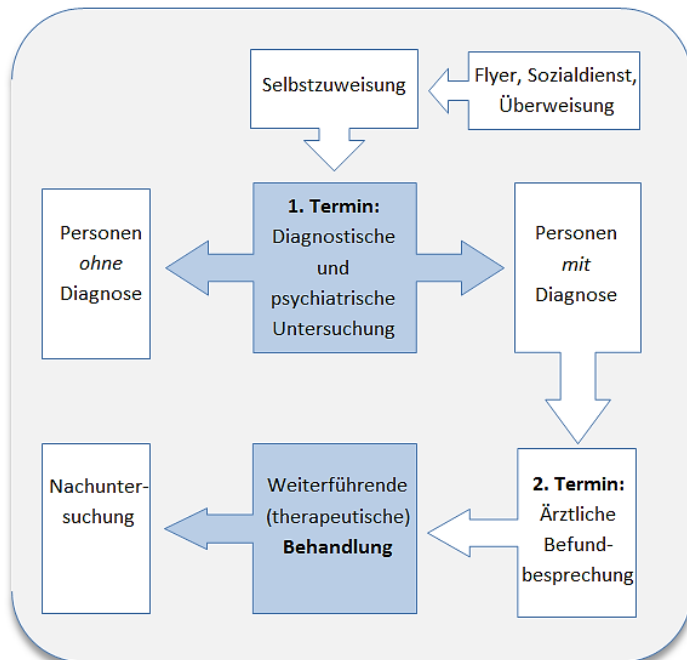 Selbstzuweisung
Flyer, Sozialdienst,
Überweisung
1. Termin:
Diagnostische
und
psychiatrische
Untersuchung
Personen
ohne
Diagnose
Personen
mit
Diagnose
2. Termin:
Ärztliche
Befund-
besprechung
Weiterführende
(therapeutische)
Behandlung
Nachunter-
suchung